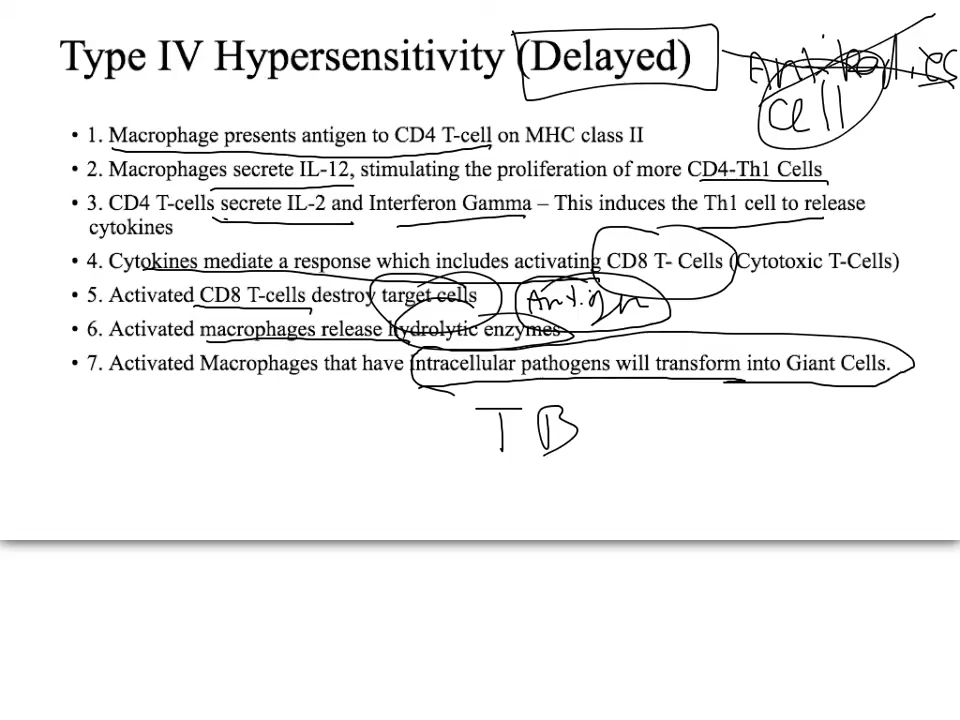 Type IV Hypersensitivity (Delayed)
Antibodies
Cell
• 1. Macrophage presents antigen to CD4 T-cell on MHC class II
• 2. Macrophages secrete IL-12, stimulating the proliferation of more CD4-Th1 Cells
• 3. CD4 T-cells secrete IL-2 and Interferon Gamma – This induces the Th1 cell to release
cytokines
• 4. Cytokines mediate a response which includes activating CD8 T- Cells (Cytotoxic T-Cells)
• 5. Activated CD8 T-cells destroy target cells Antigen
• 6. Activated macrophages release hydrolytic enzymes
• 7. Activated Macrophages that have intracellular pathogens will transform into Giant Cells.
TB